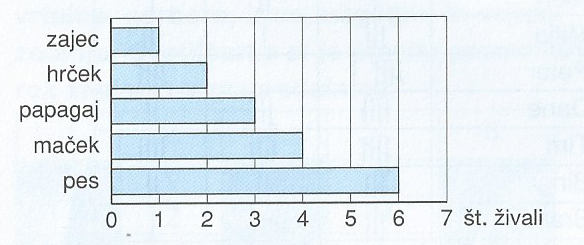 zajec
hrček
papagaj
maček
pes
0 1 2 3 4 5 6 7 št. živali